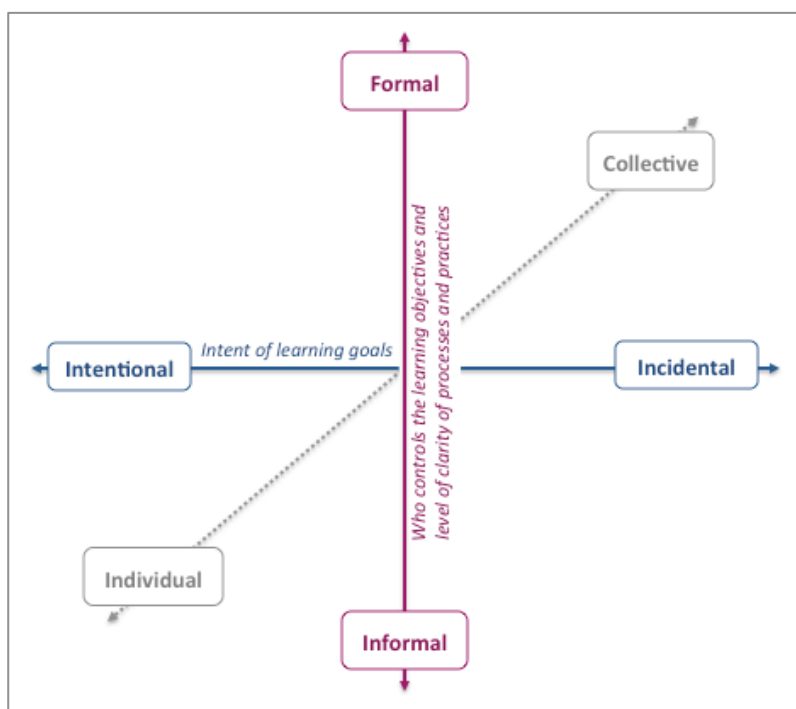 Formal
Collective
Who controls the learning objectives and
level of clarity of processes and practices
Intent of learning goals
Intentional
Incidental
Individual
Informal